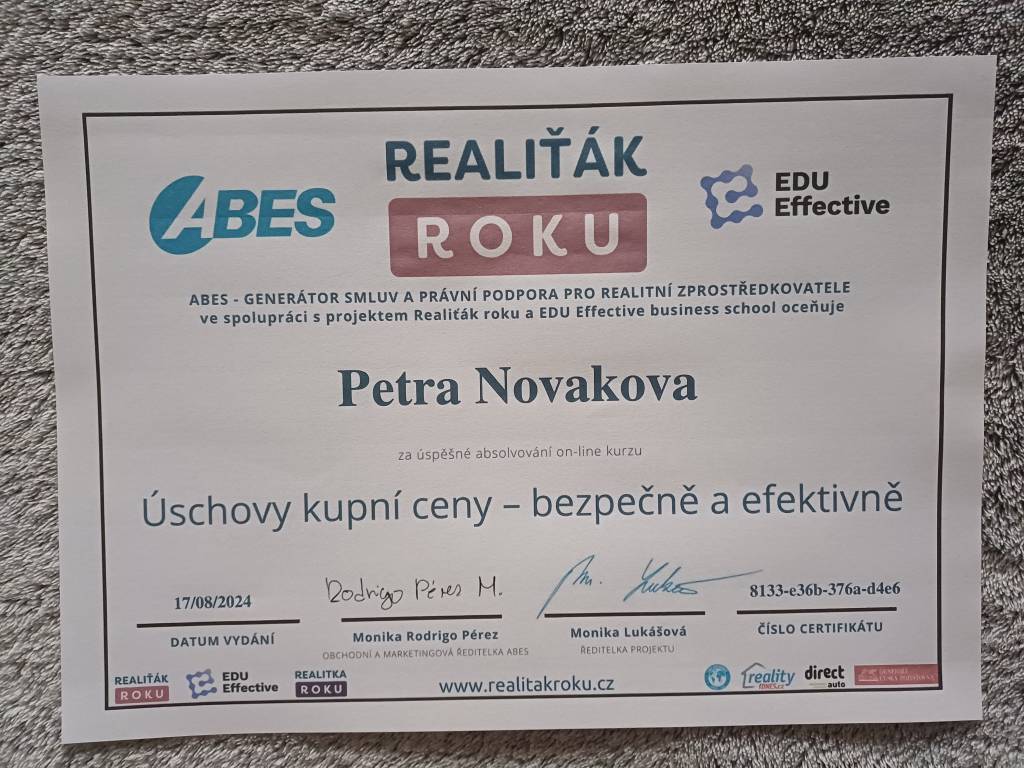 ABES
REALIŤÁK
ROKU
EDU
Effective
ABES - GENERÁTOR SMLUV A PRÁVNÍ PODPORA PRO REALITNÍ ZPROSTŘEDKOVATELE
ve spolupráci s projektem Realiťák roku a EDU Effective business school oceňuje
Petra Novakova
za úspěšné absolvování on-line kurzu
Úschovy kupní ceny – bezpečně a efektivně
17/08/2024
DATUM VYDÁNÍ
Rodrigo Péres M.
Monika Rodrigo Pérez
OBCHODNÍ A MARKETINGOVÁ ŘEDITELKA ABES
Monika Lukášová
ŘEDITELKA PROJEKTU
8133-e36b-376a-d4e6
ČÍSLO CERTIFIKÁTU
REALIŤÁK
ROKU
EDU
Effective
REALITKA
ROKU
www.realitakroku.cz
reality
iDNES.cz
direct
auto